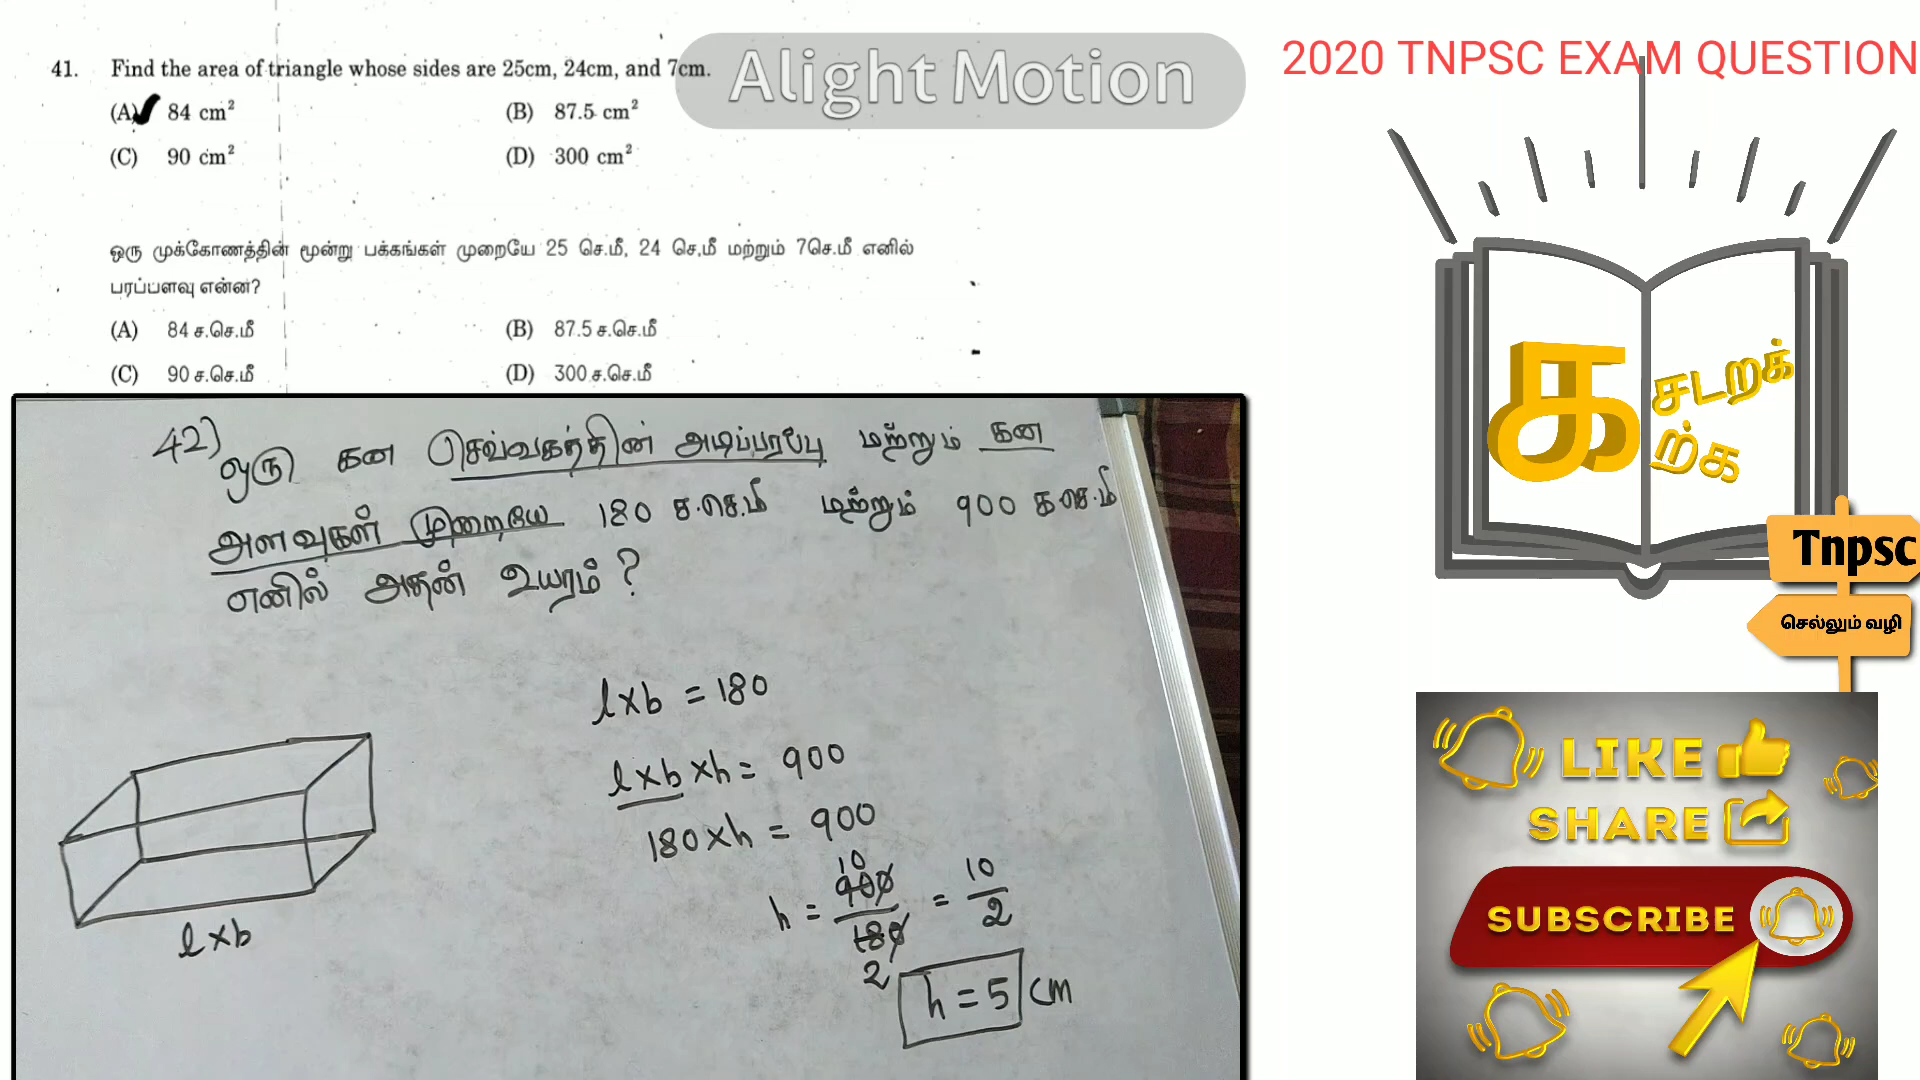 Alight Motion
2020 TNPSC EXAM QUESTION
41. Find the area of triangle whose sides are 25cm, 24cm, and 7cm.
(A) 84 cm² (B) 87.5 cm²
(C) 90 cm² (D) 300 cm²
ஒரு முக்கோணத்தின் மூன்று பக்கங்கள் முறையே 25 செ.மீ, 24 செ,மீ மற்றும் 7செ.மீ எனில்
பரப்பளவு என்ன?
(A) 84 ச.செ.மீ (B) 87.5 ச.செ.மீ
(C) 90 ச.செ.மீ (D) 300 ச.செ.மீ
42) ஒரு கன செவ்வகத்தின் அடிப்பரப்பு மற்றும் கன
அளவுகள் முறையே 180 ச.செ.மீ மற்றும் 900 க.செ.மீ
எனில் அதன் உயரம் ?
l×b = 180
l×b×h = 900
180×h = 900
h = 900/180 = 10/2
10
2
h = 5 cm
l×b
க சடறக்
ற்க
Tnpsc
செல்லும் வழி
LIKE
SHARE
SUBSCRIBE